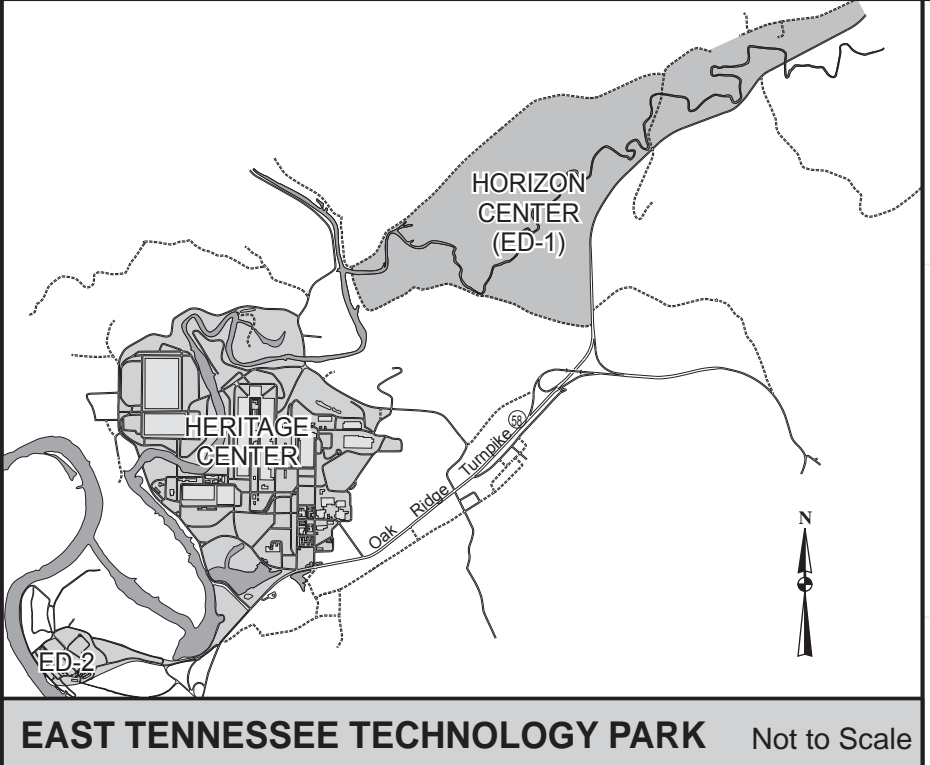 HORIZON
CENTER
(ED-1)
HERITAGE
CENTER
Oak Ridge Turnpike 58
N
ED-2
EAST TENNESSEE TECHNOLOGY PARK Not to Scale